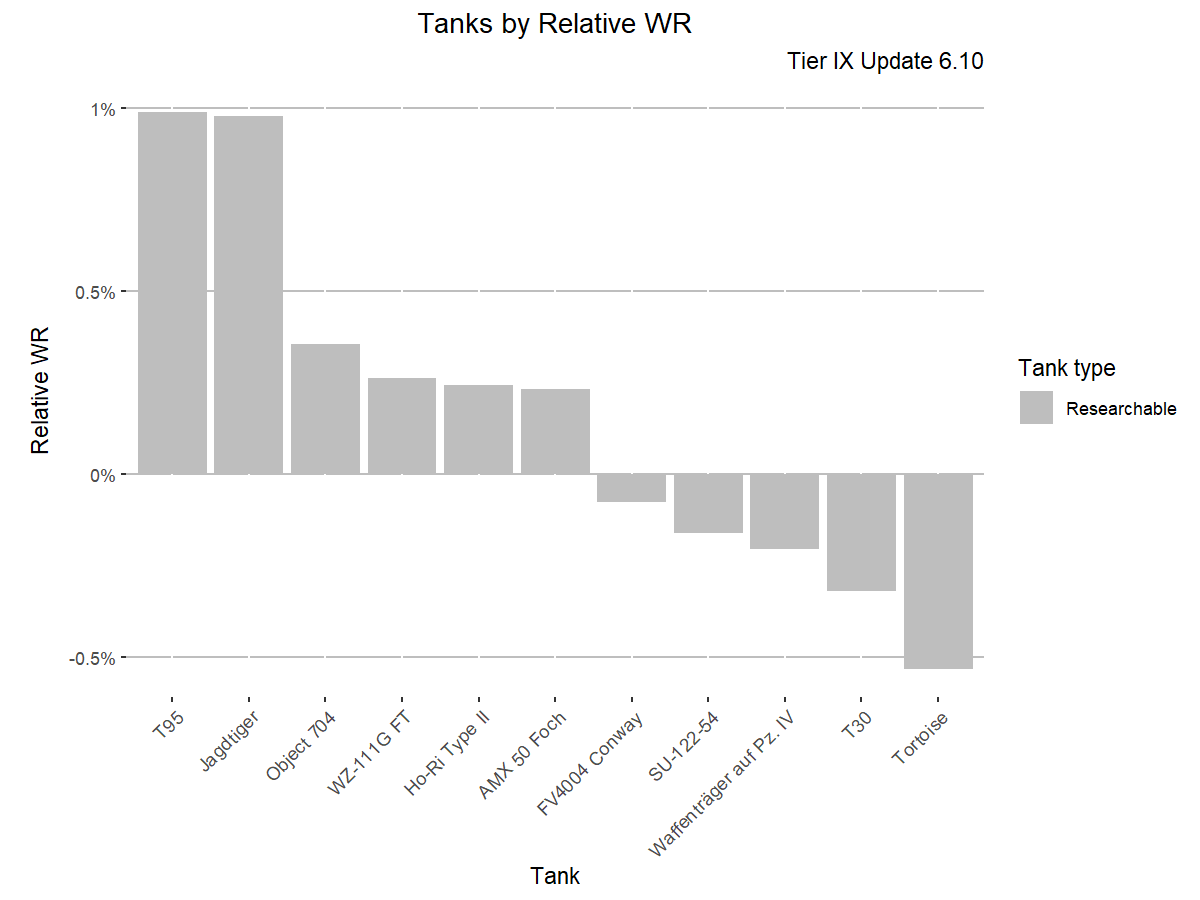 Tanks by Relative WR
Tier IX Update 6.10
1%
0.5%
0%
-0.5%
Relative WR
T95
Jagdtiger
Object 704
WZ-111G FT
Ho-Ri Type II
AMX 50 Foch
FV4004 Conway
SU-122-54
Waffenträger auf Pz. IV
T30
Tortoise
Tank
Tank type
Researchable